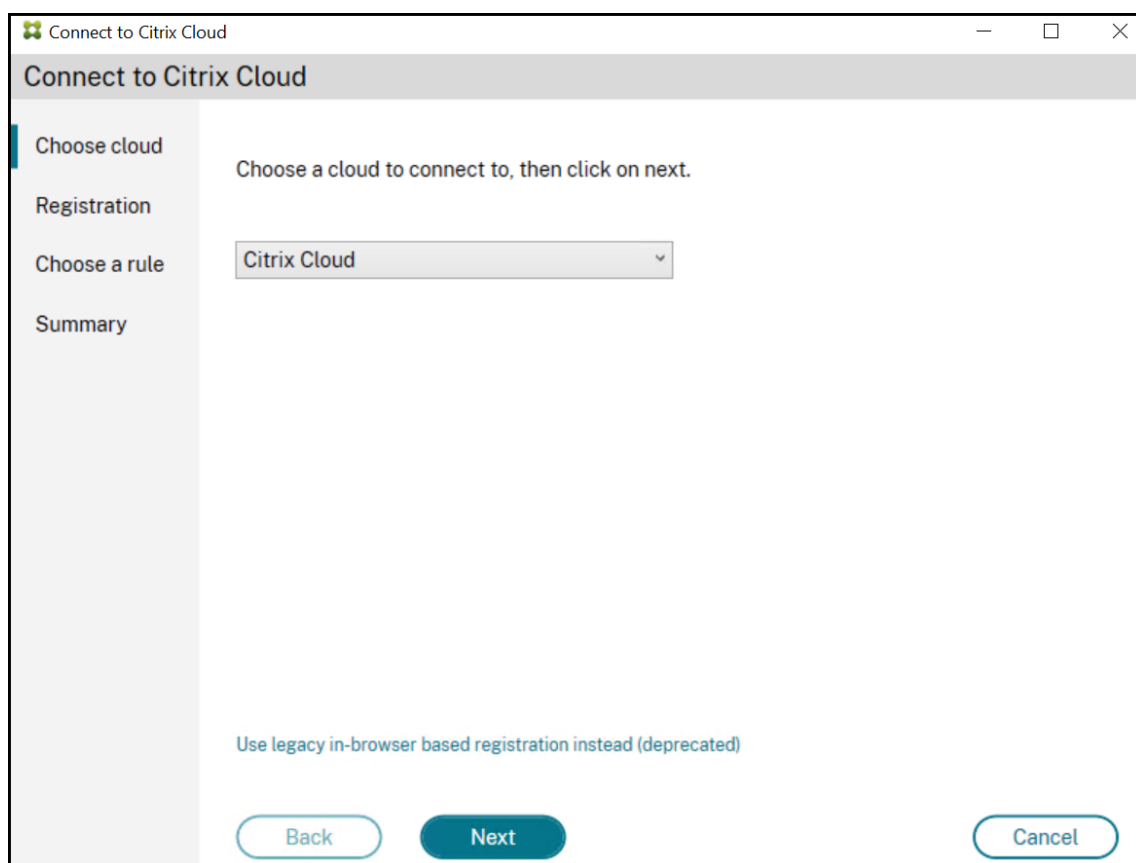 Connect to Citrix Cloud
Connect to Citrix Cloud
Choose cloud
Registration
Choose a rule
Summary
Choose a cloud to connect to, then click on next.
Citrix Cloud
Use legacy in-browser based registration instead (deprecated)
Back
Next
Cancel